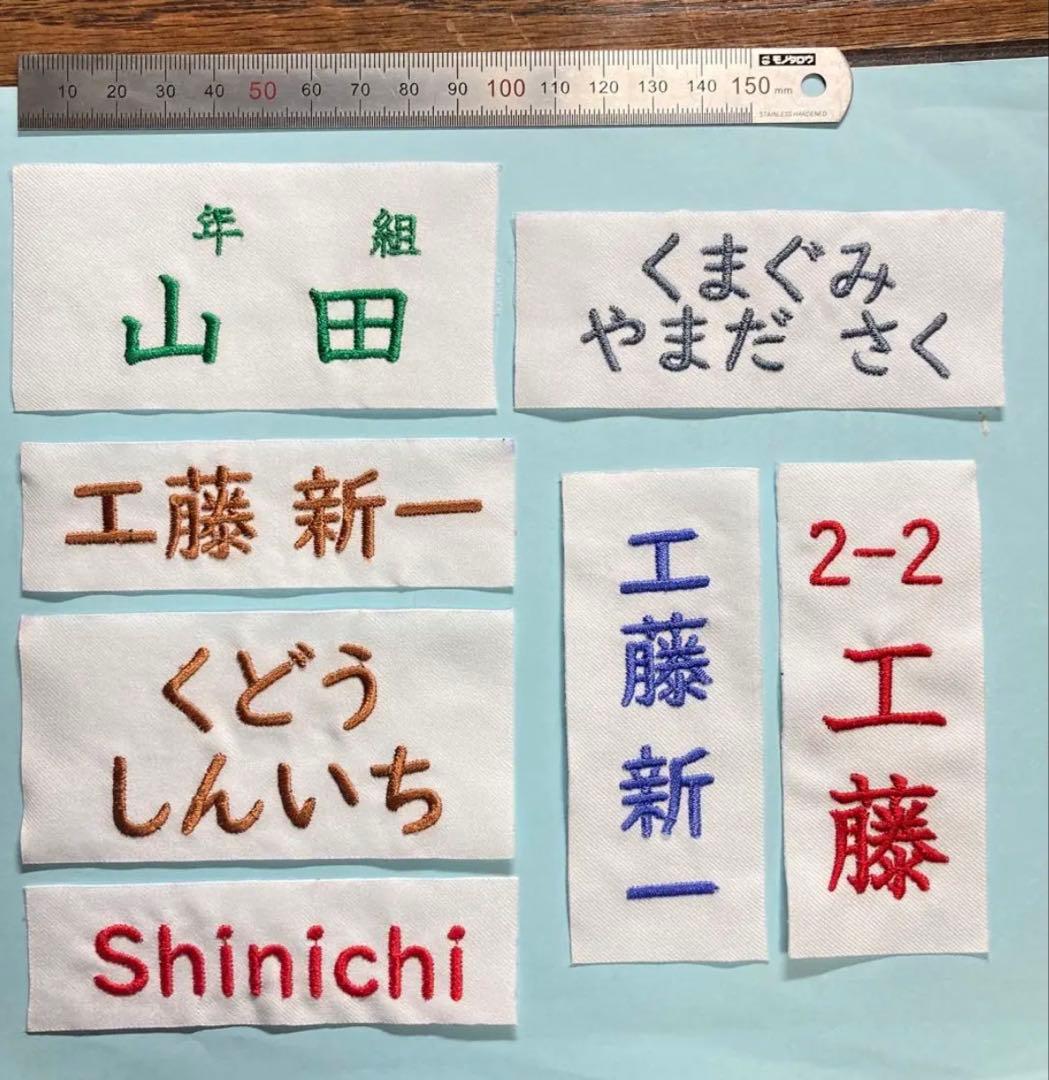 10 20 30 40 50 60 70 80 90 100 110 120 130 140 150 mm
モノタロウ
STAINLESS HARDENED
年 組
山 田
くまぐみ
やまだ さく
工藤 新一
くどう
しんいち
Shinichi
工藤 新一
2-2
工藤